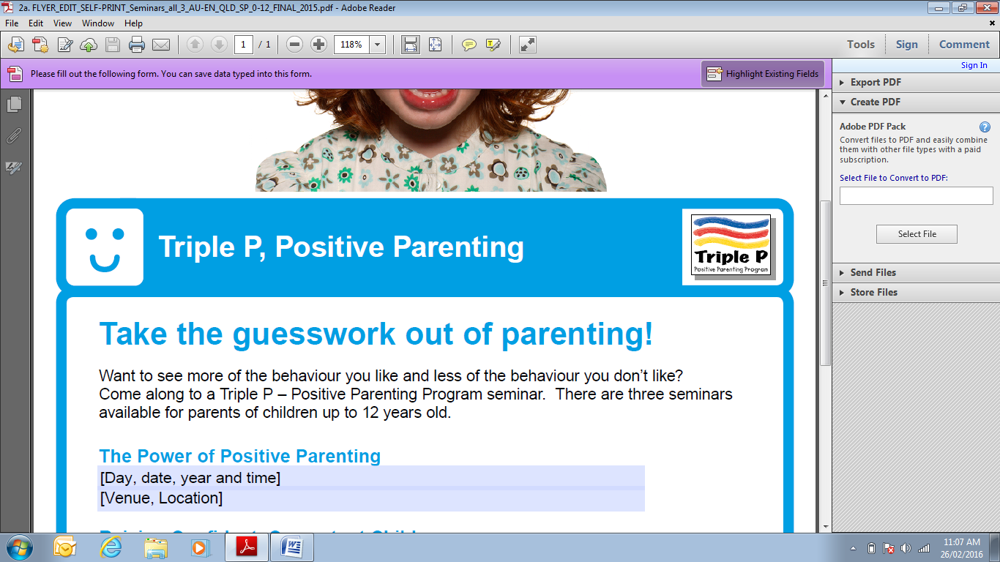 2a. FLYER_EDIT_SELF-PRINT_Seminars_all_3_AU-EN_QLD_SP_0-12_FINAL_2015.pdf - Adobe Reader
File Edit View Window Help
1 / 1 118% Tools Sign Comment
Please fill out the following form. You can save data typed into this form. Highlight Existing Fields
Sign In
Export PDF
Create PDF
Adobe PDF Pack
Convert files to PDF and easily combine
them with other file types with a paid
subscription.
Select File to Convert to PDF:
Select File
Send Files
Store Files
Triple P, Positive Parenting
Triple P
Positive Parenting Program
Take the guesswork out of parenting!
Want to see more of the behaviour you like and less of the behaviour you don’t like?
Come along to a Triple P – Positive Parenting Program seminar. There are three seminars
available for parents of children up to 12 years old.
The Power of Positive Parenting
[Day, date, year and time]
[Venue, Location]
11:07 AM
26/02/2016